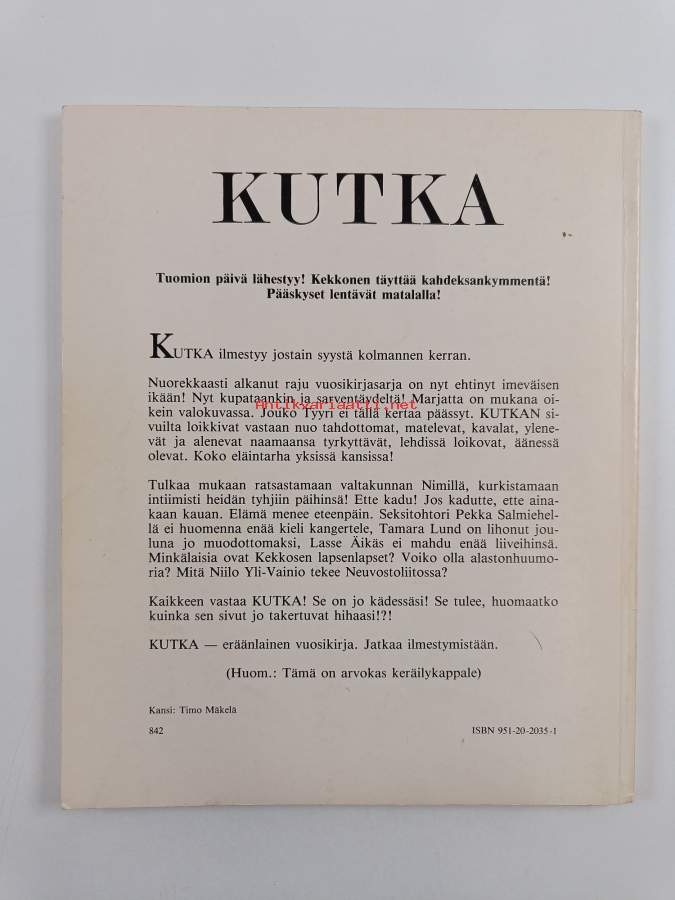 KUTKA
Tuomion päivä lähestyy! Kekkonen täyttää kahdeksankymmentä!
Pääskyset lentävät matalalla!
KUTKA ilmestyy jostain syystä kolmannen kerran.
Nuorekkaasti alkanut raju vuosikirjasarja on nyt ehtinyt imeväisen
ikään! Nyt kupataankin ja sarventäydeltä! Marjatta on mukana oi-
kein valokuvassa. Jouko Tyyri ei tällä kertaa päässyt. KUTKAN si-
vuilta loikkivat vastaan nuo tahdottomat, matelevat, kavalat, ylene-
vät ja alenevat naamaansa tyrkyttävät, lehdissä loikovat, äänessä
olevat. Koko eläintarha yksissä kansissa!
Antikvariaatti.net
Tulkaa mukaan ratsastamaan valtakunnan Nimillä, kurkistamaan
intiimisti heidän tyhjiin päihinsä! Ette kadu! Jos kadutte, ette aina-
kaan kauan. Elämä menee eteenpäin. Seksitohtori Pekka Salmiehel-
lä ei huomenna enää kieli kangertele, Tamara Lund on lihonut jou-
luna jo muodottomaksi, Lasse Äikäs ei mahdu enää liiveihinsä.
Minkälaisia ovat Kekkosen lapsenlapset? Voiko olla alastonhuumo-
ria? Mitä Niilo Yli-Vainio tekee Neuvostoliitossa?
Kaikkeen vastaa KUTKA! Se on jo kädessäsi! Se tulee, huomaatko
kuinka sen sivut jo takertuvat hihaasi!?!
KUTKA — eräänlainen vuosikirja. Jatkaa ilmestymistään.
(Huom.: Tämä on arvokas keräilykappale)
Kansi: Timo Mäkelä
842
ISBN 951-20-2035-1